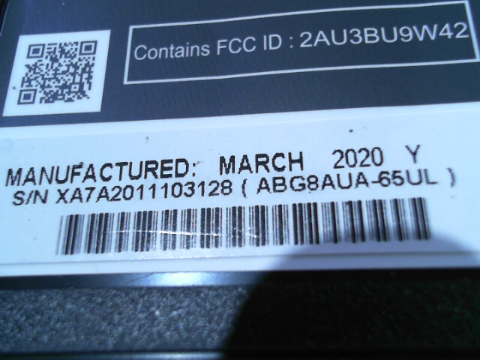 Contains FCC ID : 2AU3BU9W42
MANUFACTURED: MARCH 2020 Y
S/N XA7A2011103128 ( ABG8AUA-65UL )